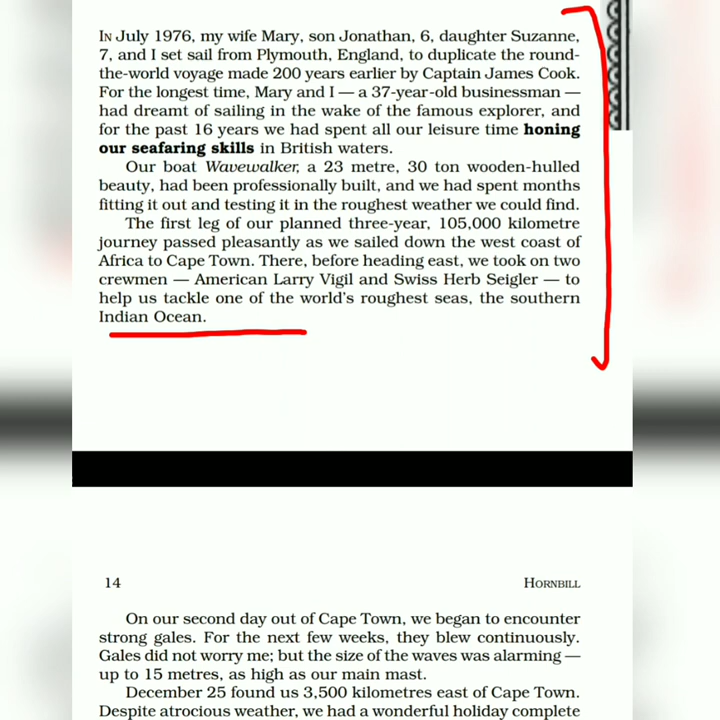 IN July 1976, my wife Mary, son Jonathan, 6, daughter Suzanne,
7, and I set sail from Plymouth, England, to duplicate the round-
the-world voyage made 200 years earlier by Captain James Cook.
For the longest time, Mary and I — a 37-year-old businessman —
had dreamt of sailing in the wake of the famous explorer, and
for the past 16 years we had spent all our leisure time honing
our seafaring skills in British waters.
Our boat Wavewalker, a 23 metre, 30 ton wooden-hulled
beauty, had been professionally built, and we had spent months
fitting it out and testing it in the roughest weather we could find.
The first leg of our planned three-year, 105,000 kilometre
journey passed pleasantly as we sailed down the west coast of
Africa to Cape Town. There, before heading east, we took on two
crewmen — American Larry Vigil and Swiss Herb Seigler — to
help us tackle one of the world's roughest seas, the southern
Indian Ocean.
14 HORNBILL
On our second day out of Cape Town, we began to encounter
strong gales. For the next few weeks, they blew continuously.
Gales did not worry me; but the size of the waves was alarming —
up to 15 metres, as high as our main mast.
December 25 found us 3,500 kilometres east of Cape Town.
Despite atrocious weather, we had a wonderful holiday complete